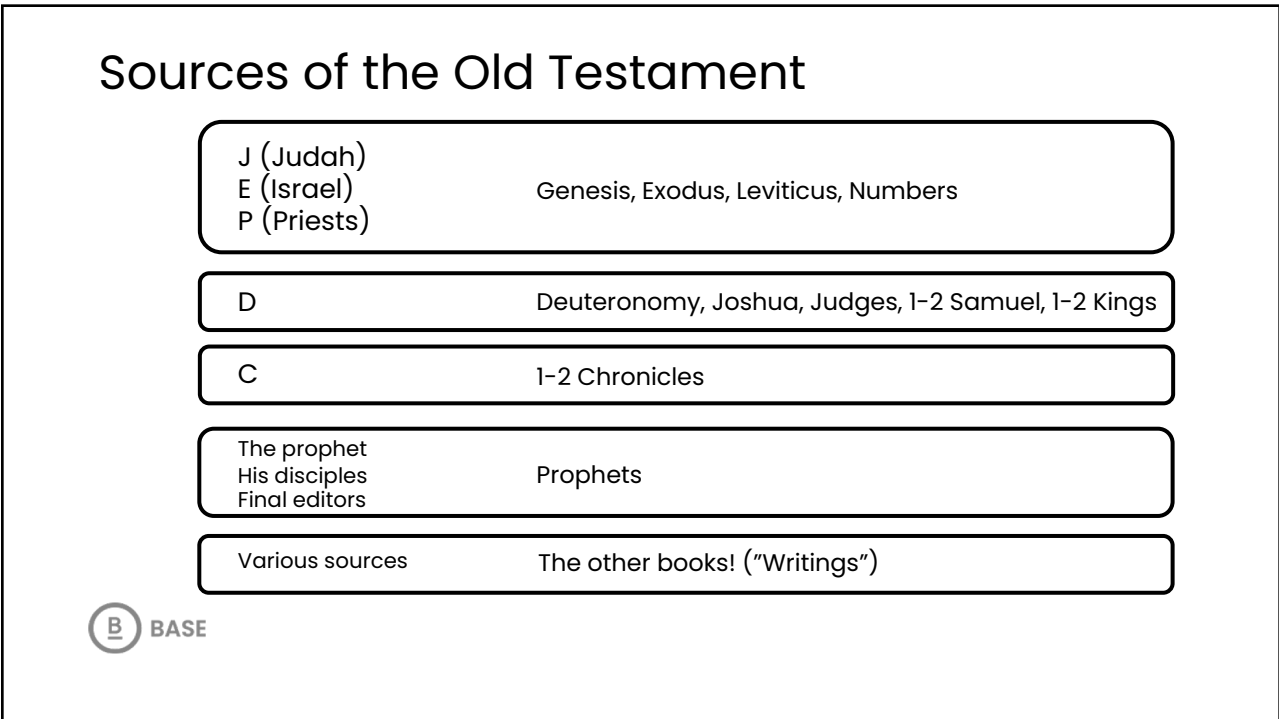 Sources of the Old Testament
J (Judah)
E (Israel)
P (Priests)
Genesis, Exodus, Leviticus, Numbers
D
Deuteronomy, Joshua, Judges, 1-2 Samuel, 1-2 Kings
C
1-2 Chronicles
The prophet
His disciples
Final editors
Prophets
Various sources
The other books! (”Writings”)
B BASE